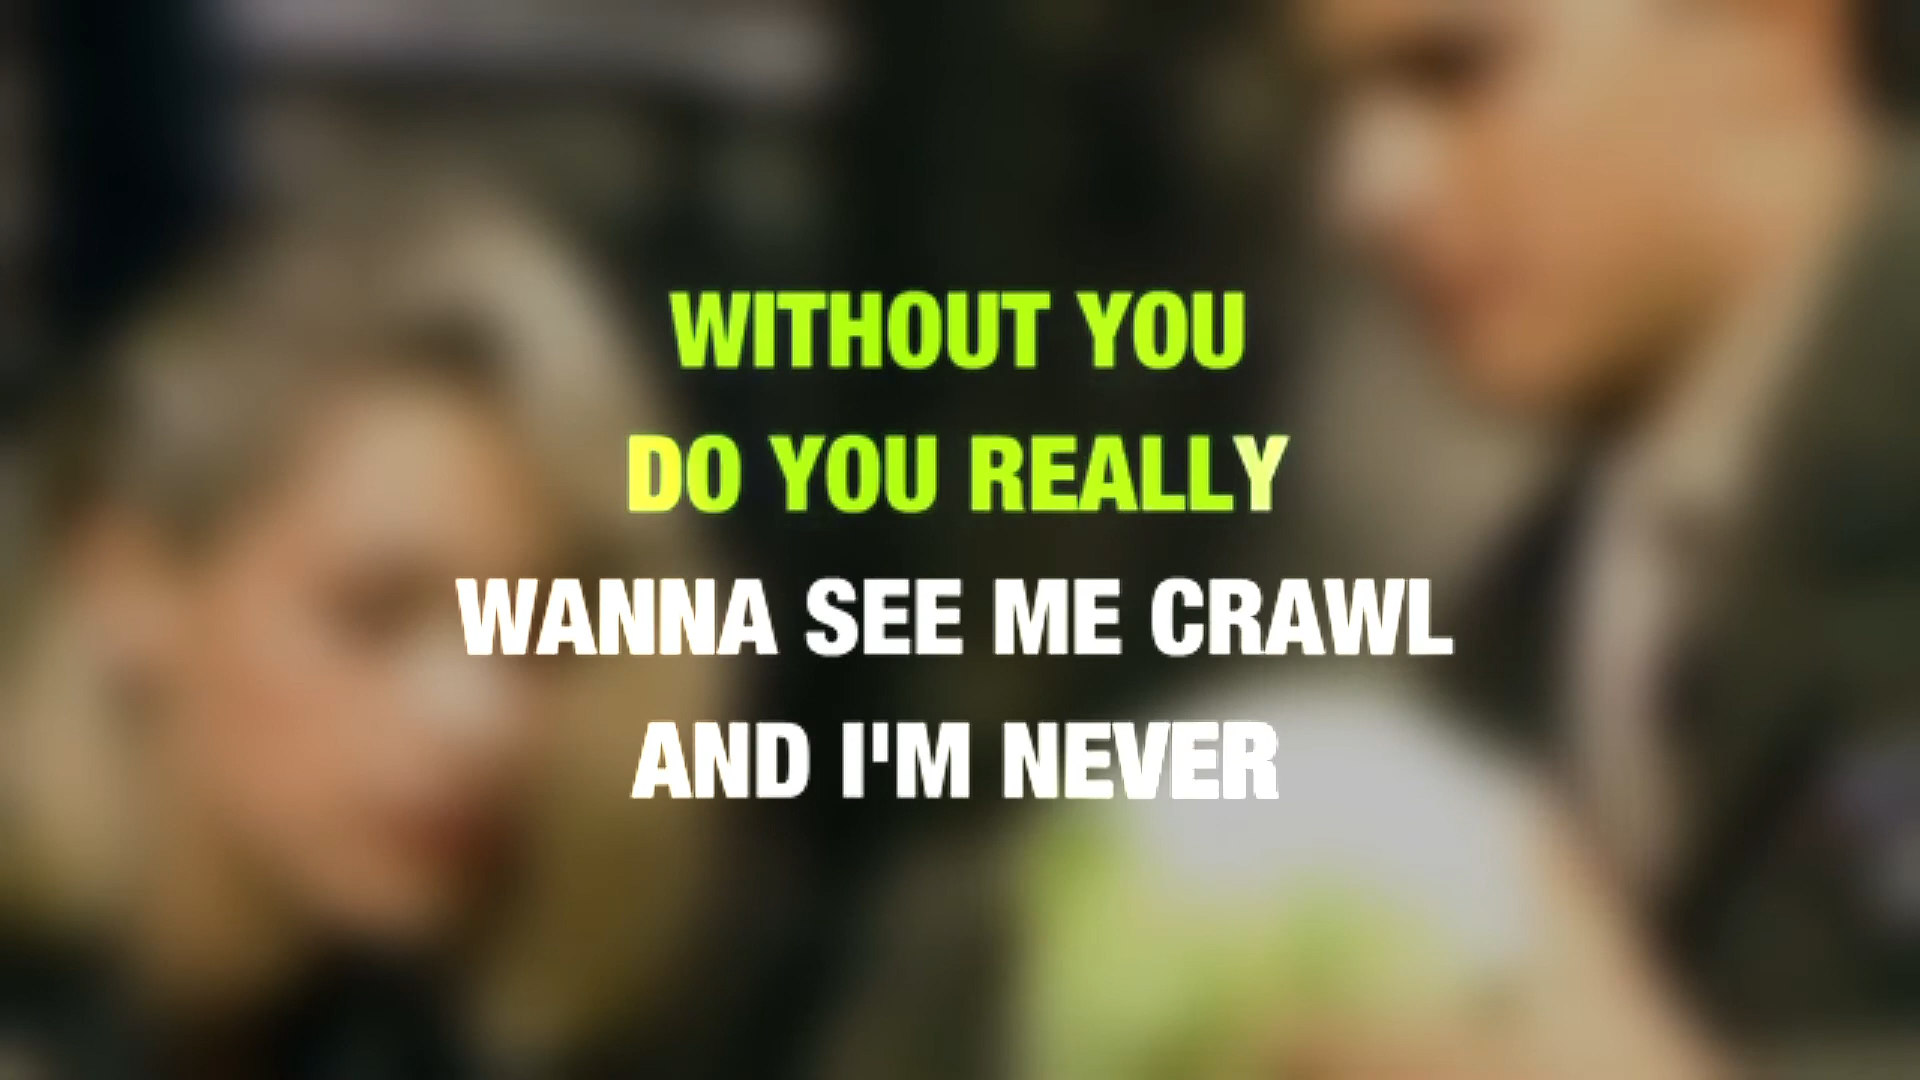 WITHOUT YOU
DO YOU REALLY
WANNA SEE ME CRAWL
AND I'M NEVER